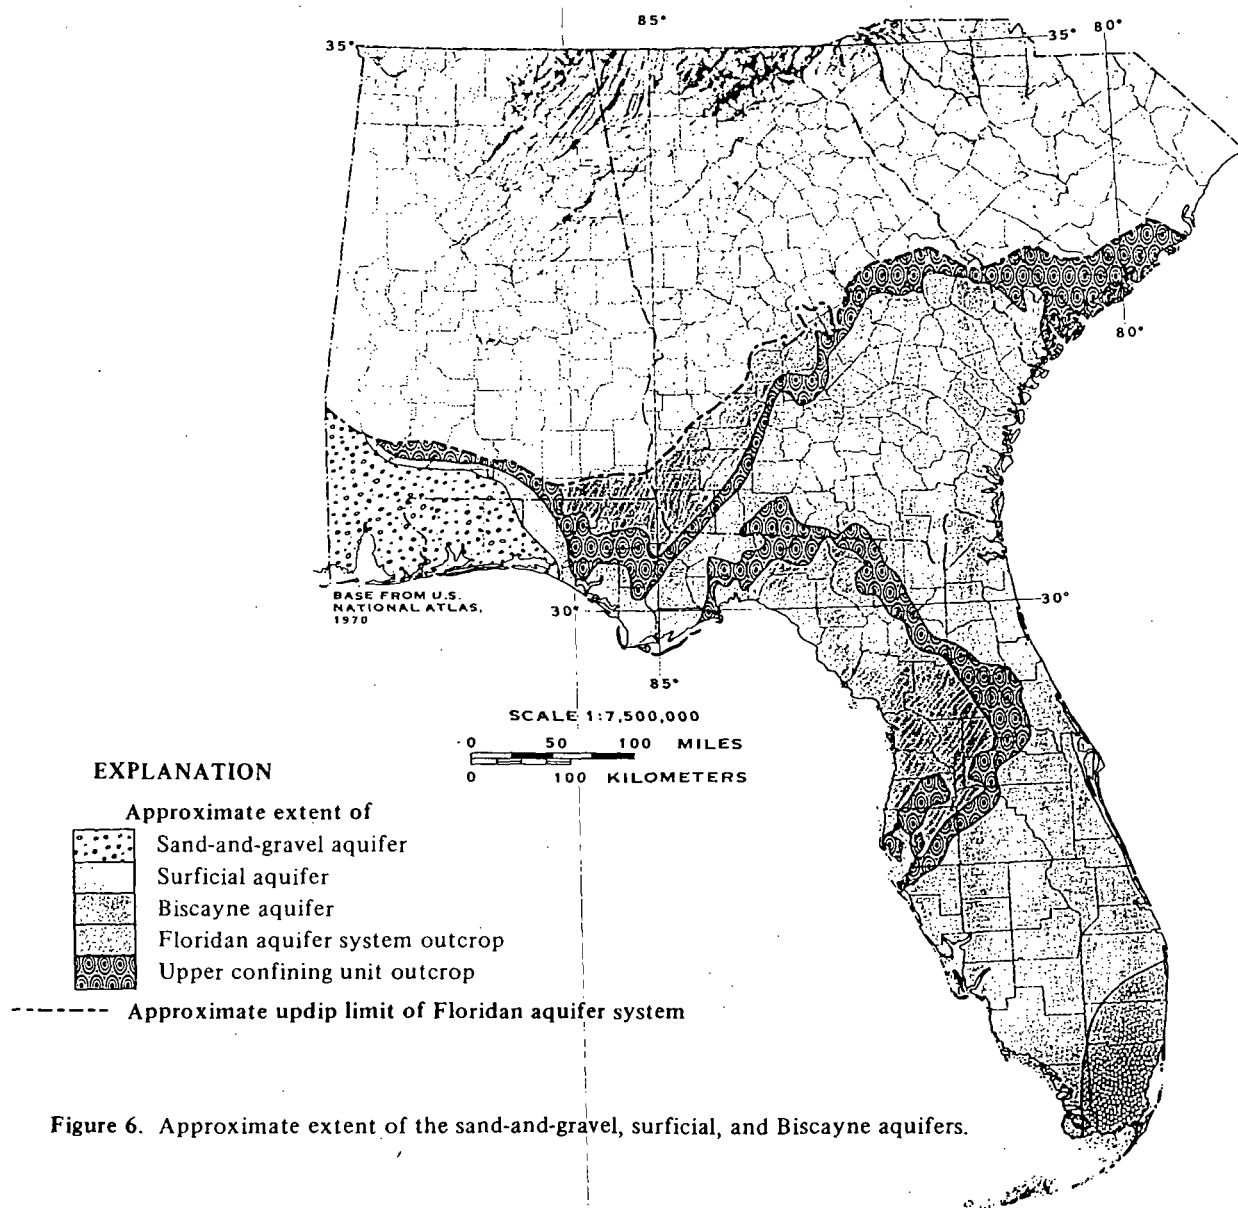 85°
80°
35°
35°
80°
BASE FROM U.S.
NATIONAL ATLAS,
1970
30°
30°
85°
SCALE 1:7,500,000
0 50 100 MILES
0 100 KILOMETERS
EXPLANATION
Approximate extent of
Sand-and-gravel aquifer
Surficial aquifer
Biscayne aquifer
Floridan aquifer system outcrop
Upper confining unit outcrop
Approximate updip limit of Floridan aquifer system
Figure 6. Approximate extent of the sand-and-gravel, surficial, and Biscayne aquifers.